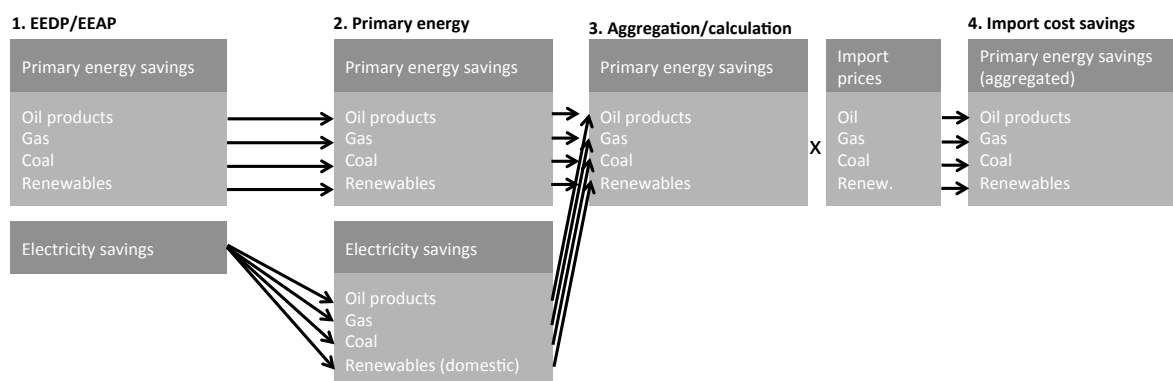 1. EEDP/EEAP
Primary energy savings
Oil products
Gas
Coal
Renewables
Electricity savings
2. Primary energy
Primary energy savings
Oil products
Gas
Coal
Renewables
Electricity savings
Oil products
Gas
Coal
Renewables (domestic)
3. Aggregation/calculation
Primary energy savings
Oil products
Gas
Coal
Renewables
x
Import
prices
Oil
Gas
Coal
Renew.
4. Import cost savings
Primary energy savings
(aggregated)
Oil products
Gas
Coal
Renewables